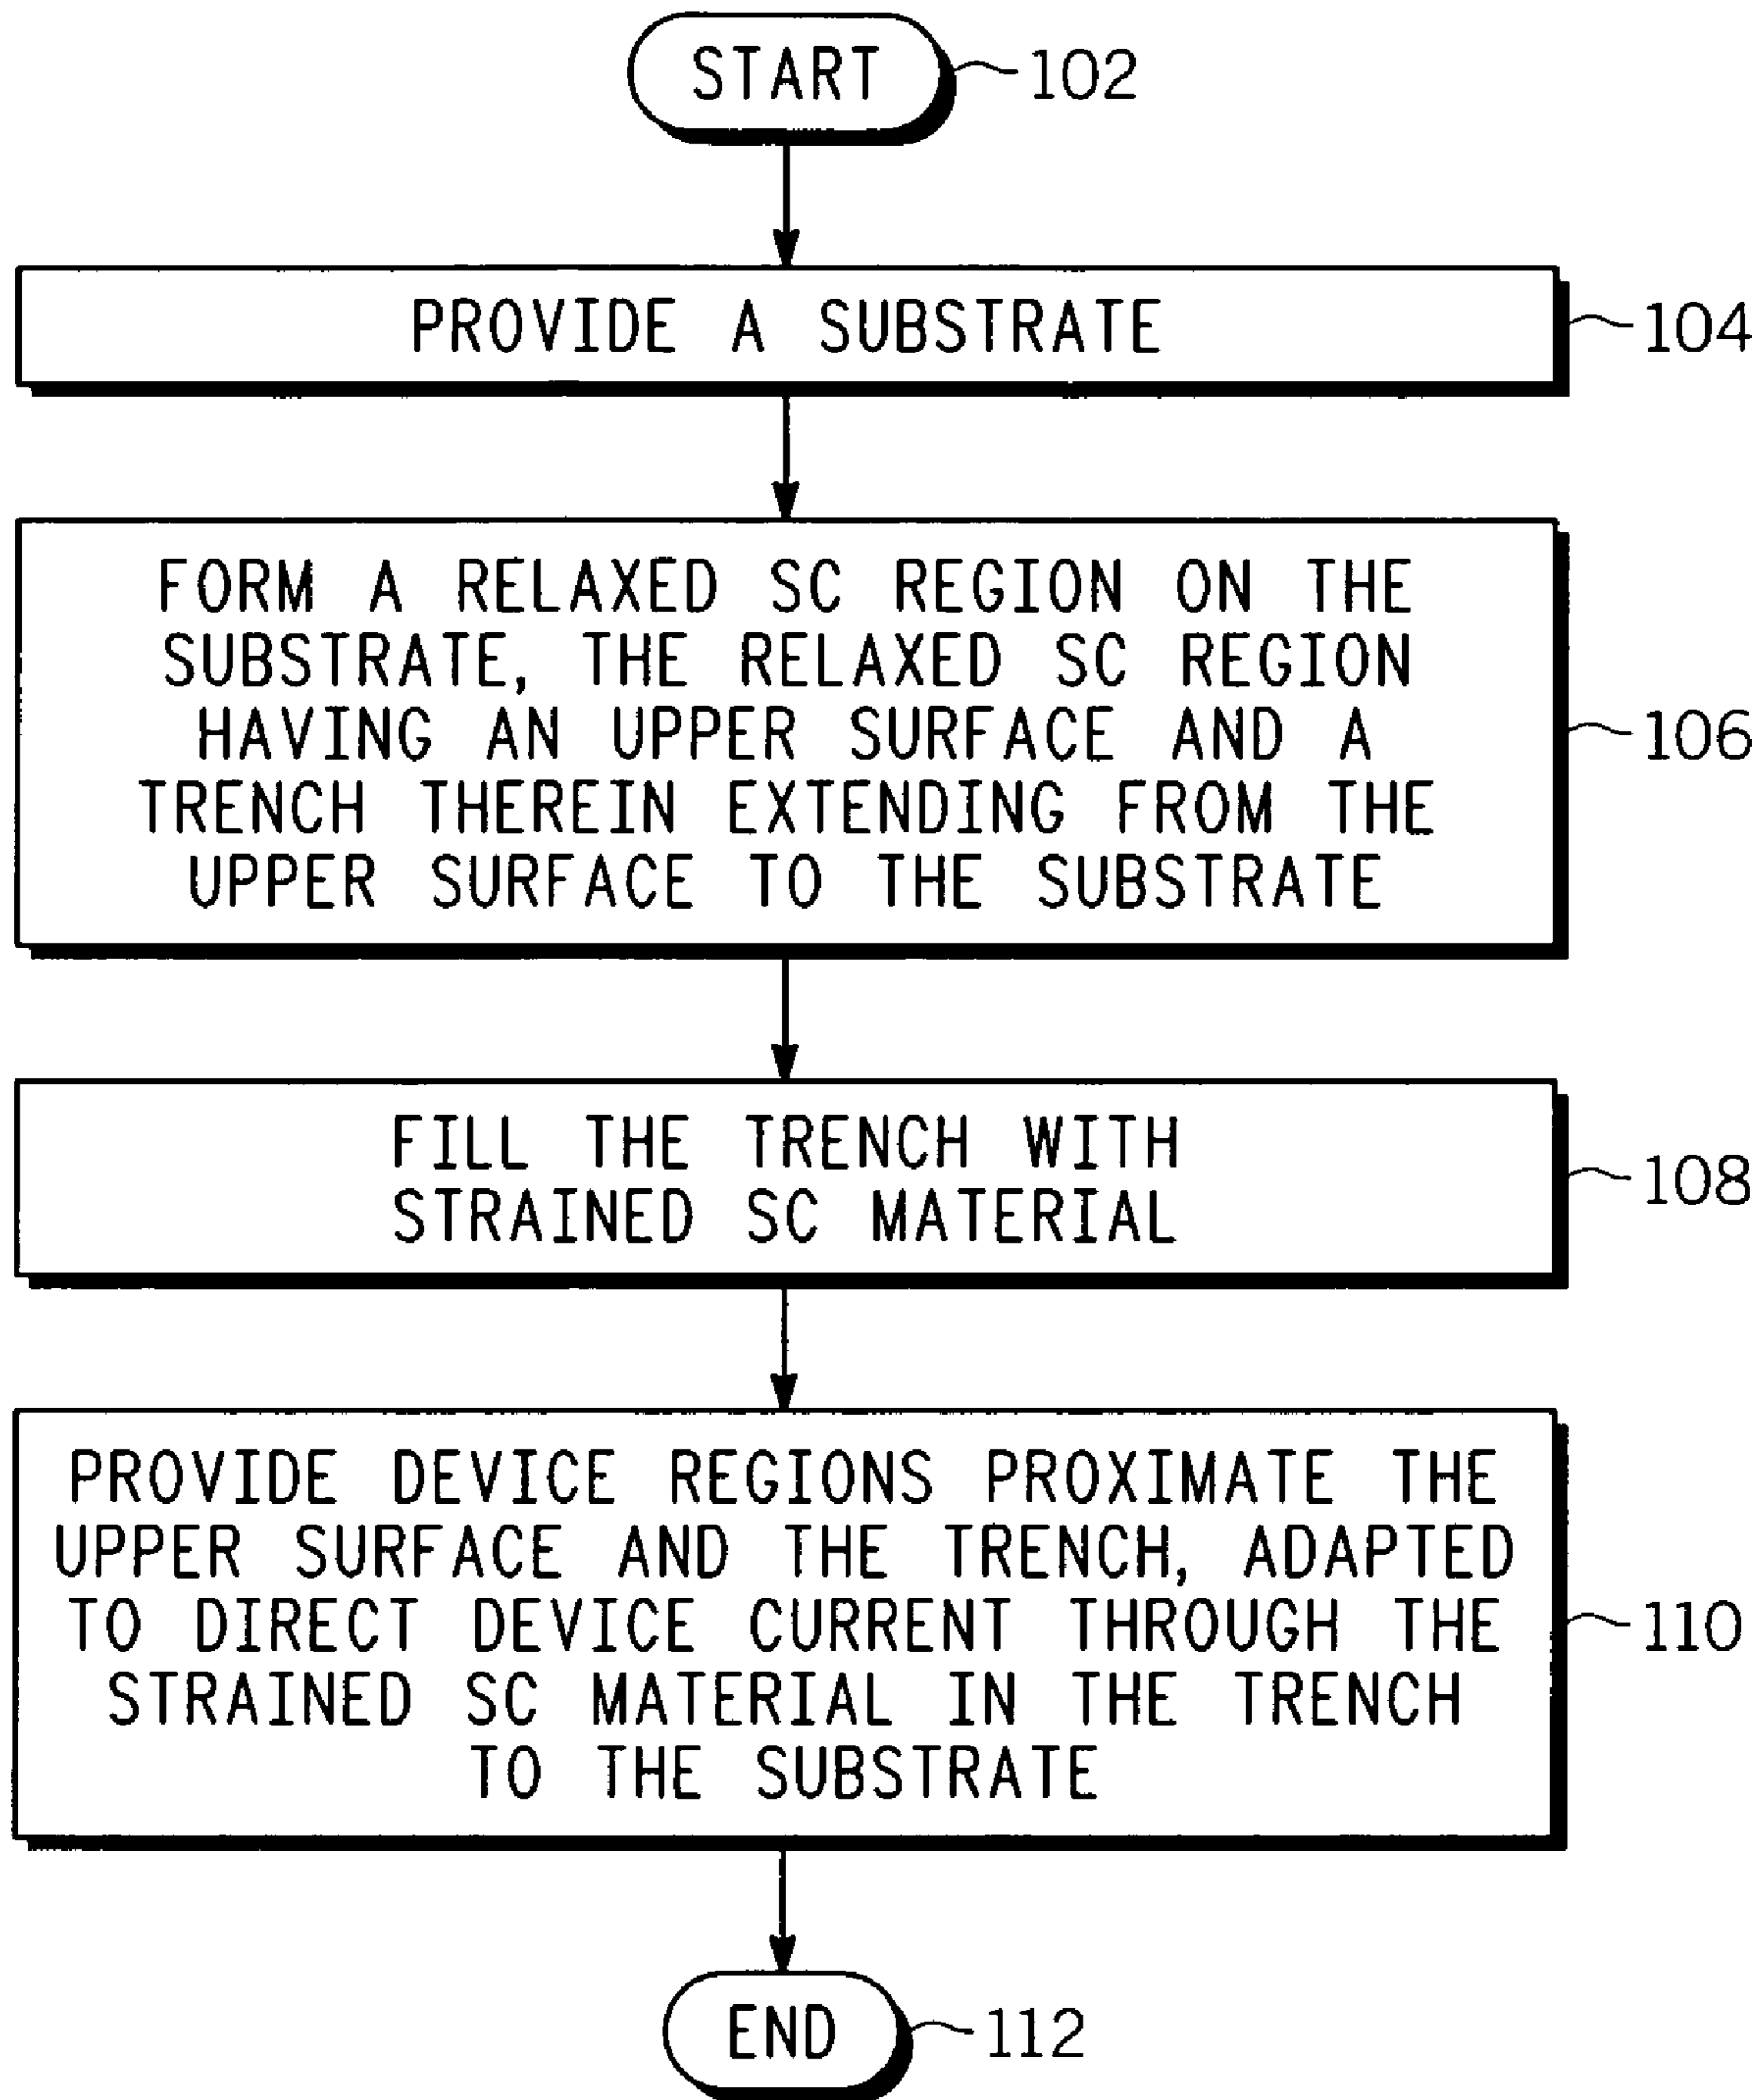 START
102
PROVIDE A SUBSTRATE
104
FORM A RELAXED SC REGION ON THE
SUBSTRATE, THE RELAXED SC REGION
HAVING AN UPPER SURFACE AND A
TRENCH THEREIN EXTENDING FROM THE
UPPER SURFACE TO THE SUBSTRATE
106
FILL THE TRENCH WITH
STRAINED SC MATERIAL
108
PROVIDE DEVICE REGIONS PROXIMATE THE
UPPER SURFACE AND THE TRENCH, ADAPTED
TO DIRECT DEVICE CURRENT THROUGH THE
STRAINED SC MATERIAL IN THE TRENCH
TO THE SUBSTRATE
110
END
112